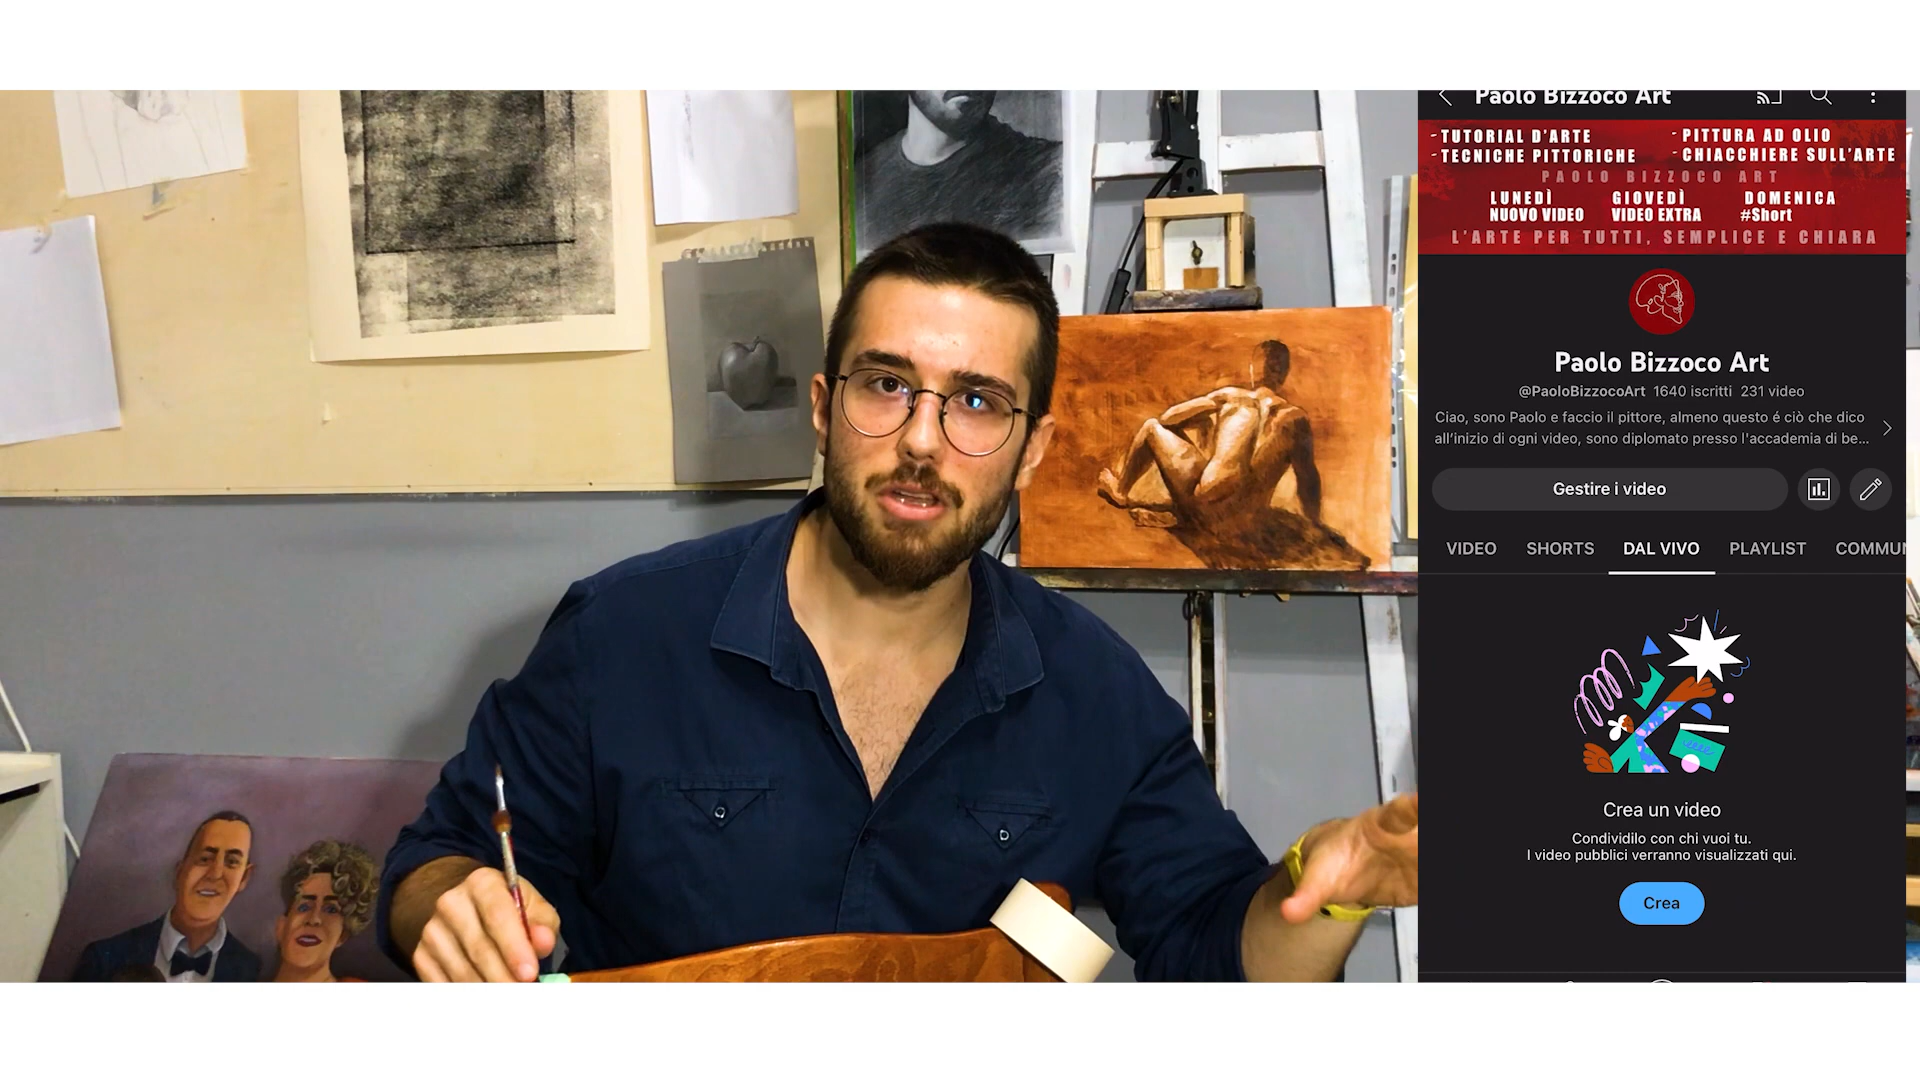 Paolo Bizzoco Art
-TUTORIAL D'ARTE
-PITTURA AD OLIO
-TECNICHE PITTORICHE
-CHIACCHIERE SULL'ARTE
PAOLO BIZZOCO ART
LUNEDÌ GIOVEDÌ DOMENICA
NUOVO VIDEO VIDEO EXTRA #Short
L'ARTE PER TUTTI, SEMPLICE E CHIARA
Paolo Bizzoco Art
@PaoloBizzocoArt 1640 iscritti 231 video
Ciao, sono Paolo e faccio il pittore, almeno questo é ciò che dico
all'inizio di ogni video, sono diplomato presso l'accademia di be...
Gestire i video
VIDEO SHORTS DAL VIVO PLAYLIST COMMUN
Crea un video
Condividilo con chi vuoi tu.
I video pubblici verranno visualizzati qui.
Crea